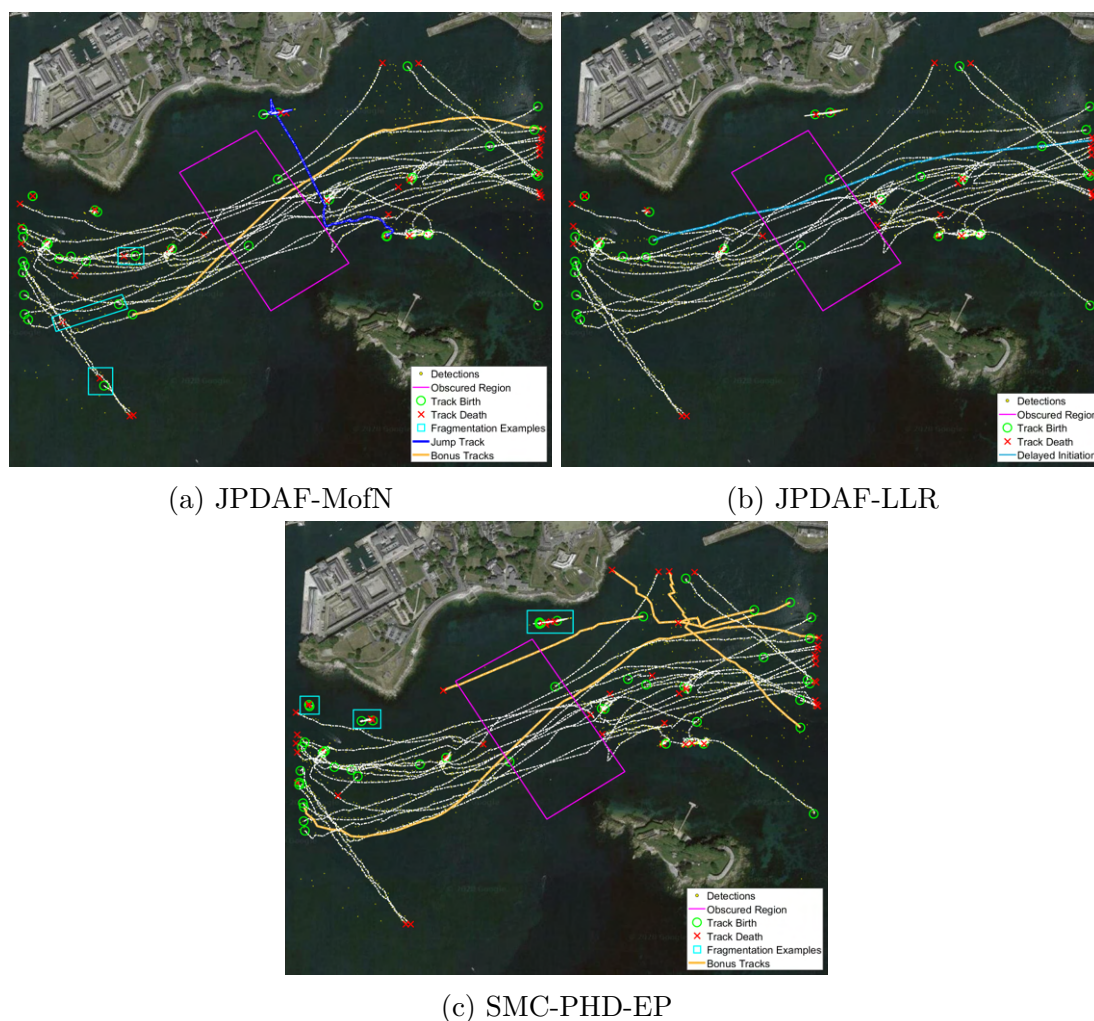 Detections
Obscured Region
Track Birth
Track Death
Fragmentation Examples
Jump Track
Bonus Tracks
(a) JPDAF-MofN
Detections
Obscured Region
Track Birth
Track Death
Delayed Initiation
(b) JPDAF-LLR
Detections
Obscured Region
Track Birth
Track Death
Fragmentation Examples
Bonus Tracks
(c) SMC-PHD-EP